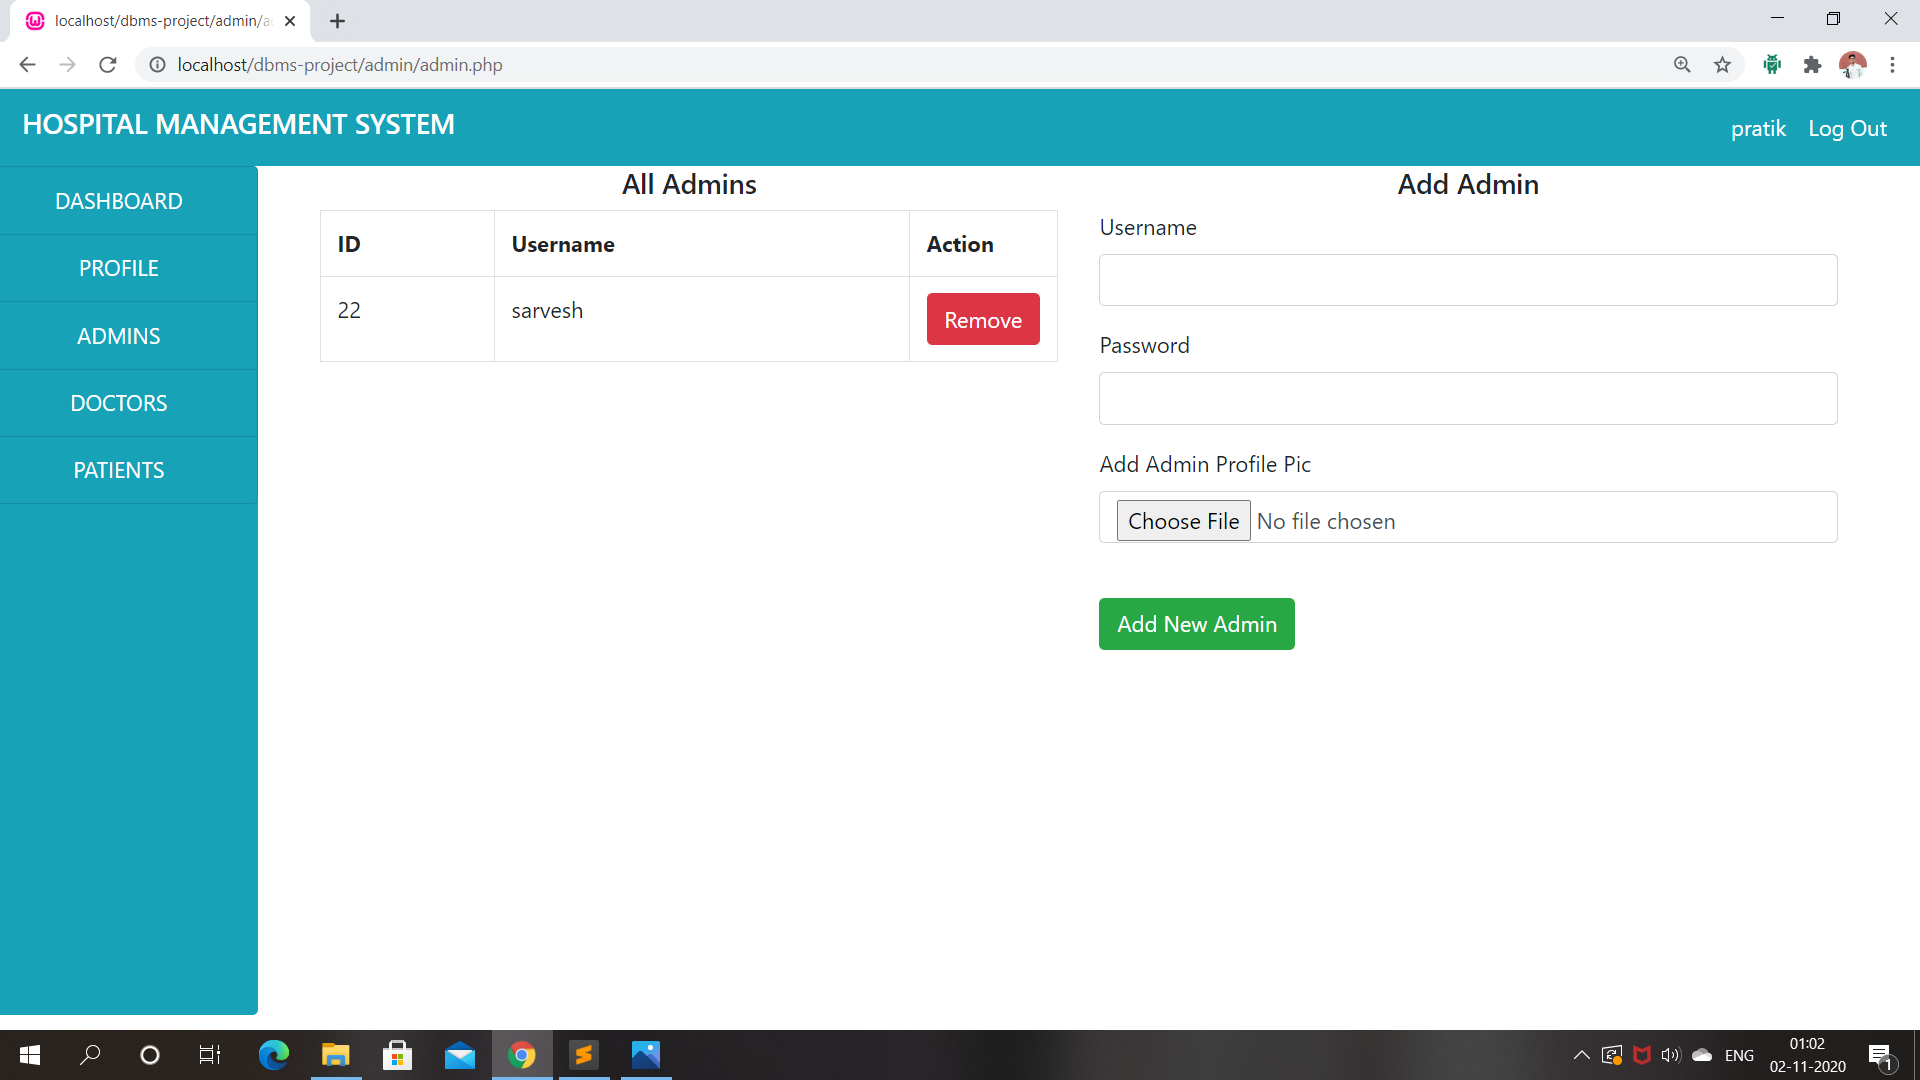 localhost/dbms-project/admin/a
localhost/dbms-project/admin/admin.php
HOSPITAL MANAGEMENT SYSTEM
pratik Log Out
DASHBOARD
PROFILE
ADMINS
DOCTORS
PATIENTS
All Admins
ID Username Action
22 sarvesh Remove
Add Admin
Username
Password
Add Admin Profile Pic
Choose File No file chosen
Add New Admin
ENG
01:02
02-11-2020
1